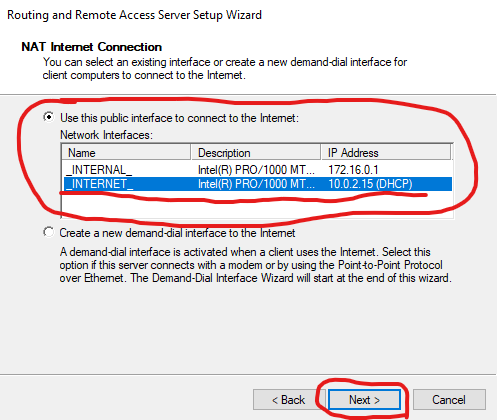 Routing and Remote Access Server Setup Wizard
NAT Internet Connection
You can select an existing interface or create a new demand-dial interface for
client computers to connect to the Internet.
Use this public interface to connect to the Internet:
Network Interfaces:
Name Description IP Address
_INTERNAL_ Intel(R) PRO/1000 MT... 172.16.0.1
_INTERNET_ Intel(R) PRO/1000 MT... 10.0.2.15 (DHCP)
Create a new demand-dial interface to the Internet
A demand-dial interface is activated when a client uses the Internet. Select this
option if this server connects with a modem or by using the Point-to-Point Protocol
over Ethernet. The Demand-Dial Interface Wizard will start at the end of this wizard.
< Back Next > Cancel